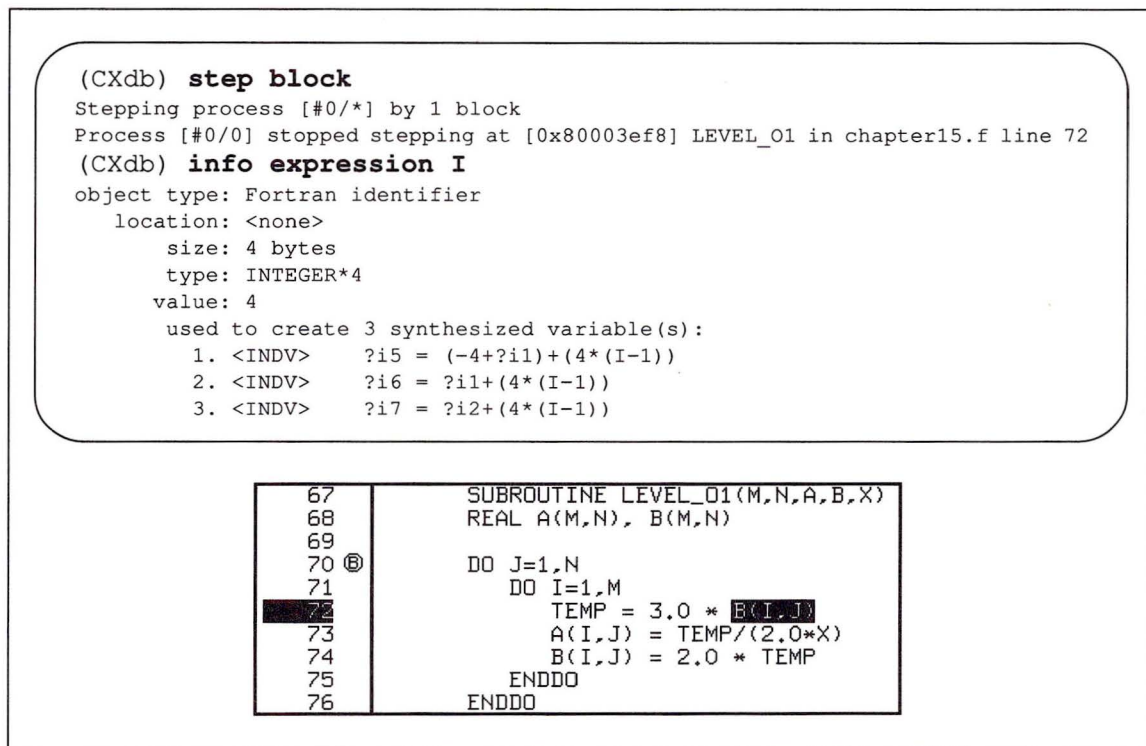 (CXdb) step block
Stepping process [#0/*] by 1 block
Process [#0/0] stopped stepping at [0x80003ef8] LEVEL_O1 in chapter15.f line 72
(CXdb) info expression I
object type: Fortran identifier
location: <none>
size: 4 bytes
type: INTEGER*4
value: 4
used to create 3 synthesized variable(s):
1. <INDV> ?i5 = (-4+?i1)+(4*(I-1))
2. <INDV> ?i6 = ?i1+(4*(I-1))
3. <INDV> ?i7 = ?i2+(4*(I-1))
67 SUBROUTINE LEVEL_O1(M,N,A,B,X)
68 REAL A(M,N), B(M,N)
69
70 Ⓑ DO J=1,N
71 DO I=1,M
72 TEMP = 3.0 * B(I,J)
73 A(I,J) = TEMP/(2.0*X)
74 B(I,J) = 2.0 * TEMP
75 ENDDO
76 ENDDO